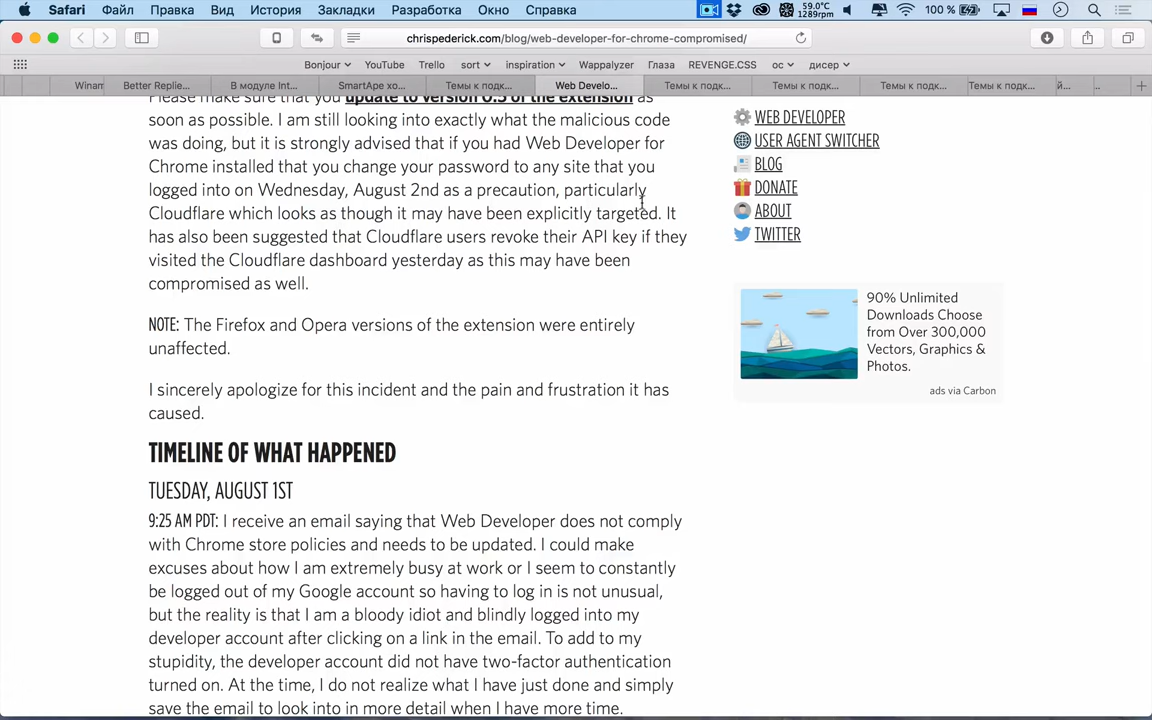 Safari Файл Правка Вид История Закладки Разработка Окно Справка 59.0°C 1289rpm 100 %
chrispederick.com/blog/web-developer-for-chrome-compromised/
Bonjour YouTube Trello sort inspiration Wappalyzer Глаза REVENGE.CSS ос дисер
Winam Better Replie... В модуле Int... SmartApe хо... Темы к подк... Web Develo... Темы к подк... Темы к подк... Темы к подк... Темы к подк... й... ..
Please make sure that you update to version 0.5 of the extension as
soon as possible. I am still looking into exactly what the malicious code
was doing, but it is strongly advised that if you had Web Developer for
Chrome installed that you change your password to any site that you
logged into on Wednesday, August 2nd as a precaution, particularly
Cloudflare which looks as though it may have been explicitly targeted. It
has also been suggested that Cloudflare users revoke their API key if they
visited the Cloudflare dashboard yesterday as this may have been
compromised as well.
NOTE: The Firefox and Opera versions of the extension were entirely
unaffected.
I sincerely apologize for this incident and the pain and frustration it has
caused.
TIMELINE OF WHAT HAPPENED
TUESDAY, AUGUST 1ST
9:25 AM PDT: I receive an email saying that Web Developer does not comply
with Chrome store policies and needs to be updated. I could make
excuses about how I am extremely busy at work or I seem to constantly
be logged out of my Google account so having to log in is not unusual,
but the reality is that I am a bloody idiot and blindly logged into my
developer account after clicking on a link in the email. To add to my
stupidity, the developer account did not have two-factor authentication
turned on. At the time, I do not realize what I have just done and simply
save the email to look into in more detail when I have more time.
WEB DEVELOPER
USER AGENT SWITCHER
BLOG
DONATE
ABOUT
TWITTER
90% Unlimited
Downloads Choose
from Over 300,000
Vectors, Graphics &
Photos.
ads via Carbon